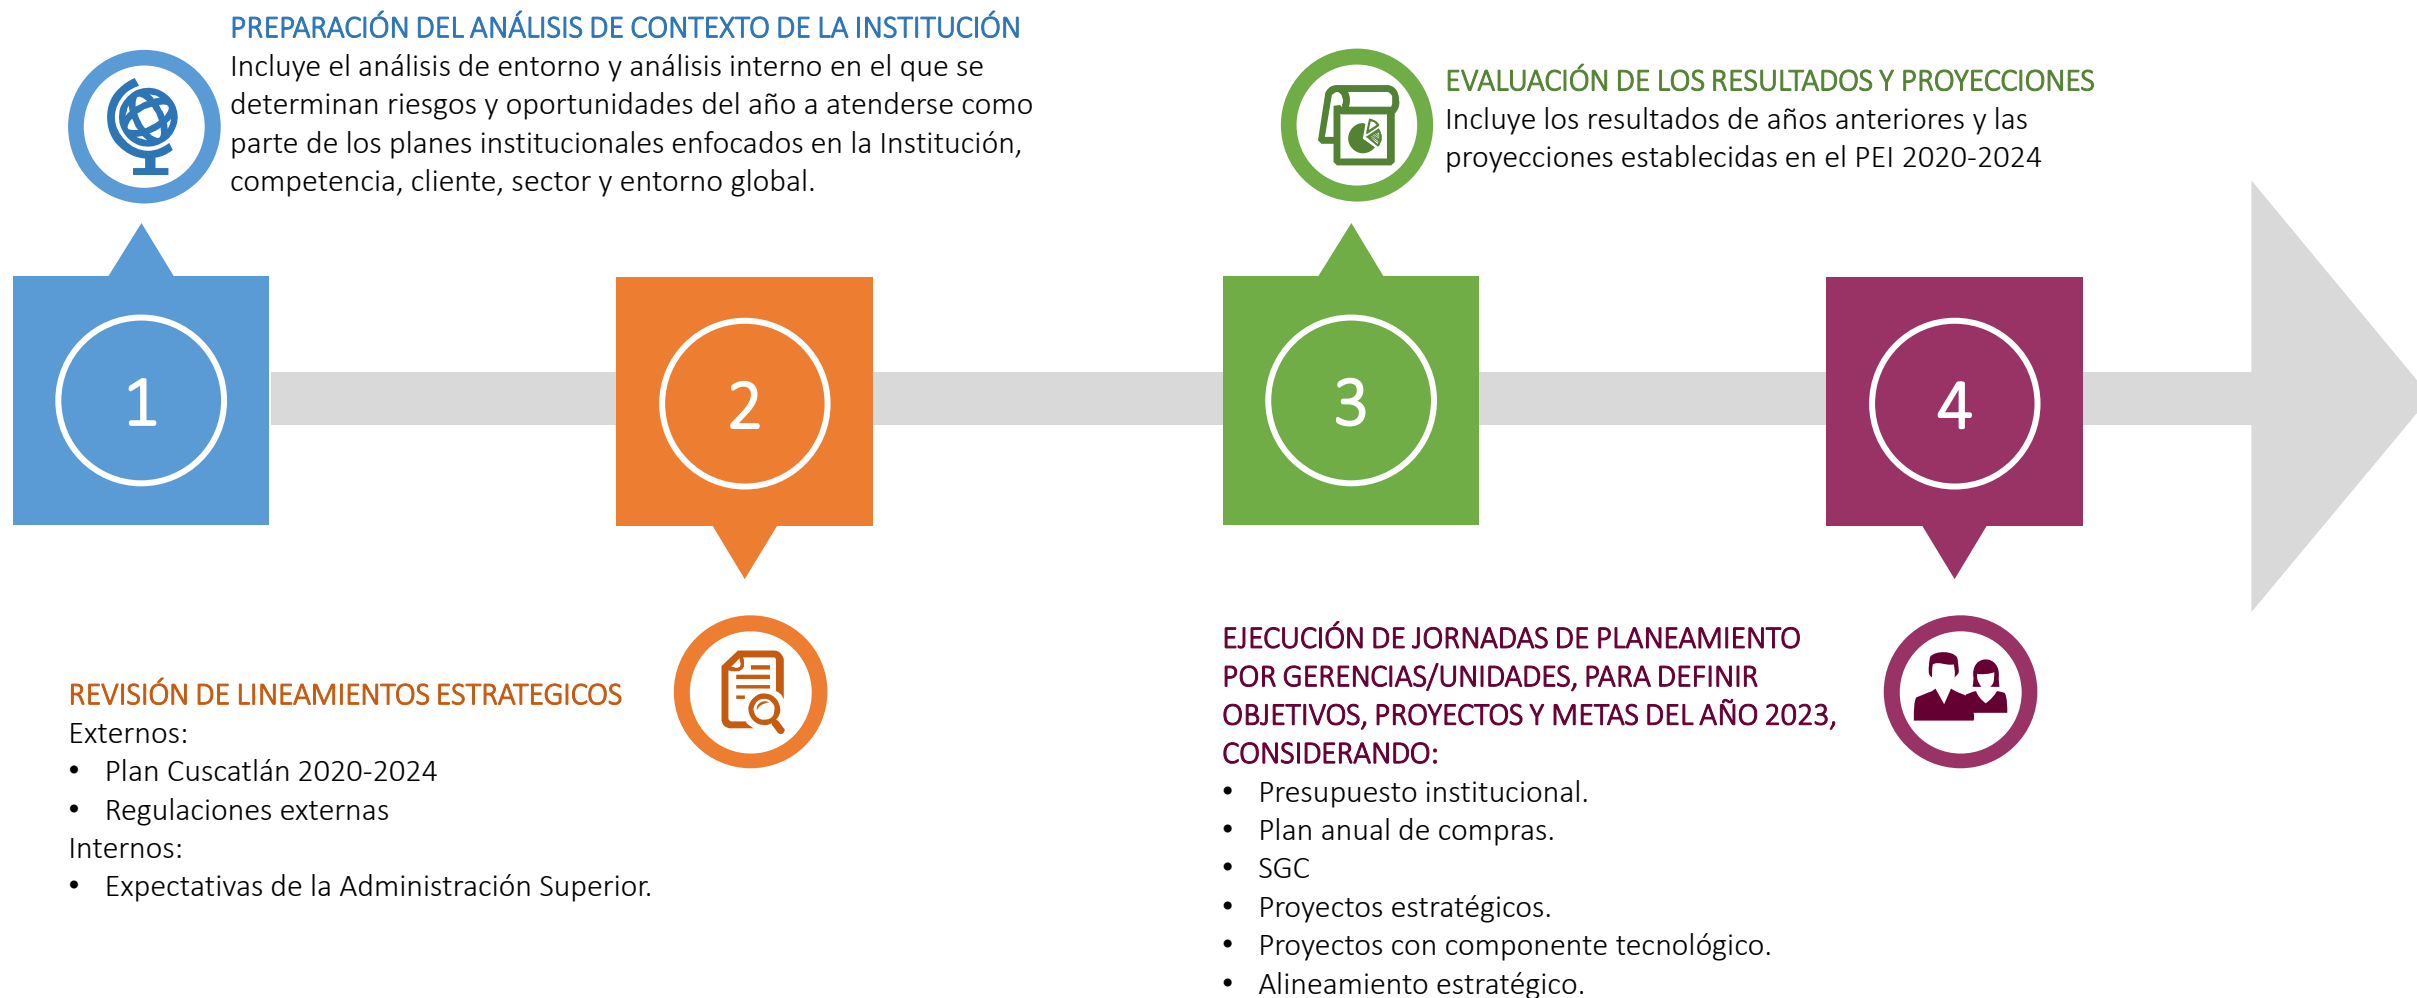 PREPARACIÓN DEL ANÁLISIS DE CONTEXTO DE LA INSTITUCIÓN
Incluye el análisis de entorno y análisis interno en el que se
determinan riesgos y oportunidades del año a atenderse como
parte de los planes institucionales enfocados en la Institución,
competencia, cliente, sector y entorno global.
EVALUACIÓN DE LOS RESULTADOS Y PROYECCIONES
Incluye los resultados de años anteriores y las
proyecciones establecidas en el PEI 2020-2024
1
2
3
4
REVISIÓN DE LINEAMIENTOS ESTRATEGICOS
Externos:
• Plan Cuscatlán 2020-2024
• Regulaciones externas
Internos:
• Expectativas de la Administración Superior.
EJECUCIÓN DE JORNADAS DE PLANEAMIENTO
POR GERENCIAS/UNIDADES, PARA DEFINIR
OBJETIVOS, PROYECTOS Y METAS DEL AÑO 2023,
CONSIDERANDO:
• Presupuesto institucional.
• Plan anual de compras.
• SGC
• Proyectos estratégicos.
• Proyectos con componente tecnológico.
• Alineamiento estratégico.